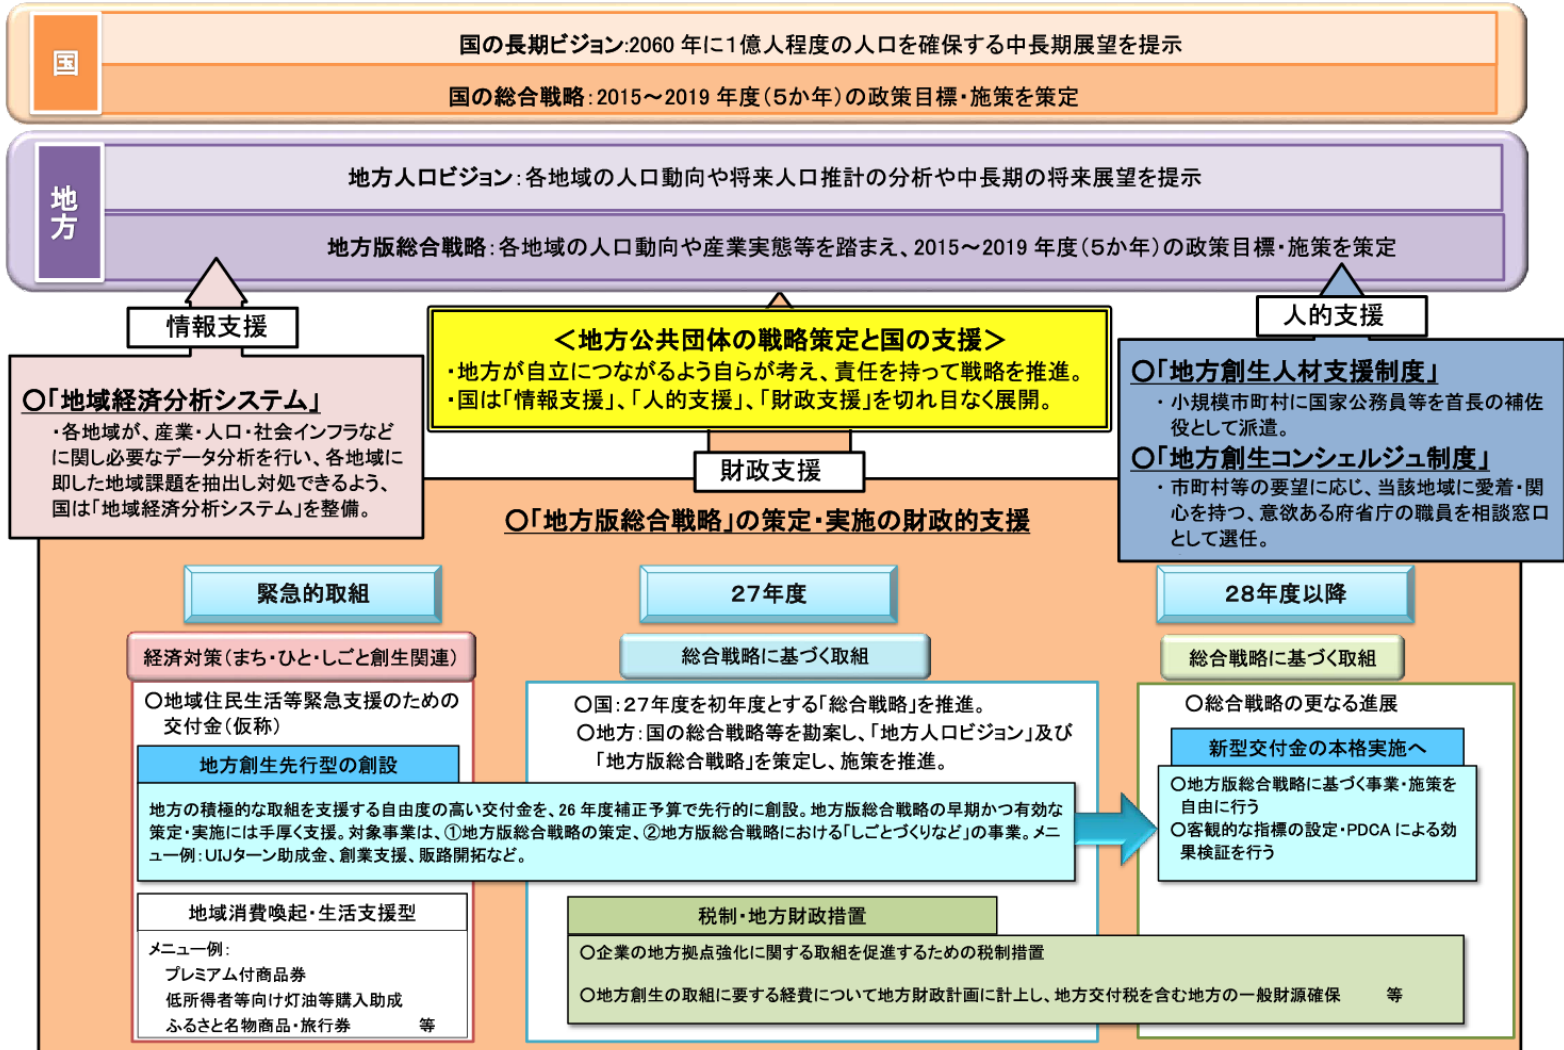 国
国の長期ビジョン:2060 年に1億人程度の人口を確保する中長期展望を提示
国の総合戦略:2015～2019 年度(5か年)の政策目標・施策を策定
地方
地方人口ビジョン:各地域の人口動向や将来人口推計の分析や中長期の将来展望を提示
地方版総合戦略:各地域の人口動向や産業実態等を踏まえ、2015～2019 年度(5か年)の政策目標・施策を策定
情報支援
○「地域経済分析システム」
・各地域が、産業・人口・社会インフラなど
に関し必要なデータ分析を行い、各地域に
即した地域課題を抽出し対処できるよう、
国は「地域経済分析システム」を整備。
<地方公共団体の戦略策定と国の支援>
・地方が自立につながるよう自らが考え、責任を持って戦略を推進。
・国は「情報支援」、「人的支援」、「財政支援」を切れ目なく展開。
人的支援
○「地方創生人材支援制度」
・小規模市町村に国家公務員等を首長の補佐
役として派遣。
○「地方創生コンシェルジュ制度」
・市町村等の要望に応じ、当該地域に愛着・関
心を持つ、意欲ある府省庁の職員を相談窓口
として選任。
財政支援
○「地方版総合戦略」の策定・実施の財政的支援
緊急的取組
経済対策(まち・ひと・しごと創生関連)
○地域住民生活等緊急支援のための
交付金(仮称)
地方創生先行型の創設
地方の積極的な取組を支援する自由度の高い交付金を、26 年度補正予算で先行的に創設。地方版総合戦略の早期かつ有効な
策定・実施には手厚く支援。対象事業は、①地方版総合戦略の策定、②地方版総合戦略における「しごとづくりなど」の事業。メニ
ュー例:UIJターン助成金、創業支援、販路開拓など。
地域消費喚起・生活支援型
メニュー例:
プレミアム付商品券
低所得者等向け灯油等購入助成
ふるさと名物商品・旅行券 等
27年度
総合戦略に基づく取組
○国:27年度を初年度とする「総合戦略」を推進。
○地方:国の総合戦略等を勘案し、「地方人口ビジョン」及び
「地方版総合戦略」を策定し、施策を推進。
税制・地方財政措置
○企業の地方拠点強化に関する取組を促進するための税制措置
○地方創生の取組に要する経費について地方財政計画に計上し、地方交付税を含む地方の一般財源確保 等
28年度以降
総合戦略に基づく取組
○総合戦略の更なる進展
新型交付金の本格実施へ
○地方版総合戦略に基づく事業・施策を
自由に行う
○客観的な指標の設定・PDCA による効
果検証を行う